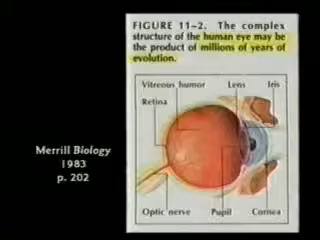 FIGURE 11–2. The complex
structure of the human eye may be
the product of millions of years of
evolution.
Vitreous humor Lens Iris
Retina
Merrill Biology
1983
p. 202
Optic nerve Pupil Cornea